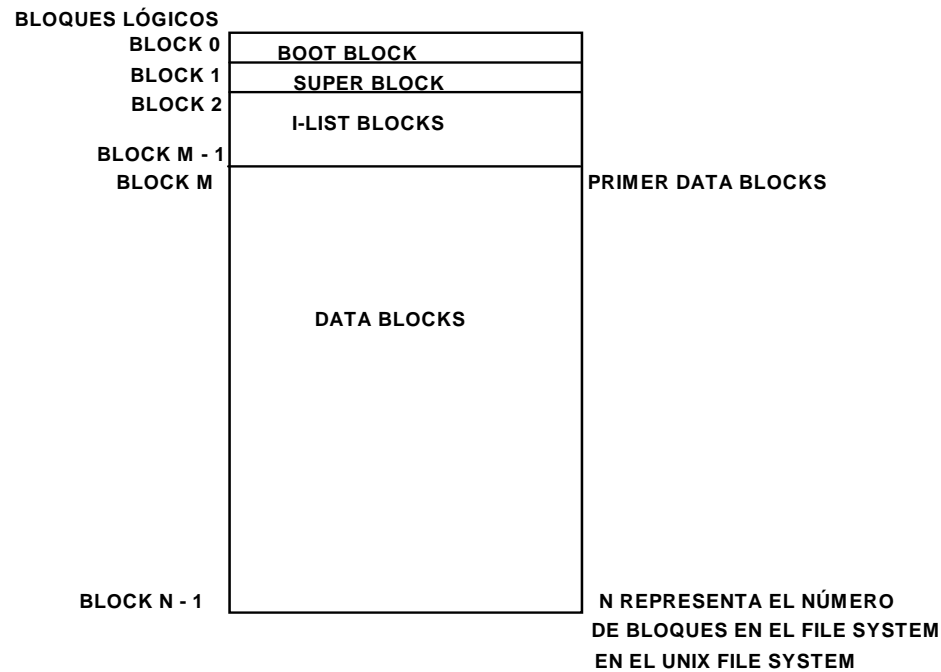 BLOQUES LÓGICOS
BLOCK 0
BOOT BLOCK
BLOCK 1
SUPER BLOCK
BLOCK 2
I-LIST BLOCKS
BLOCK M - 1
BLOCK M
PRIMER DATA BLOCKS
DATA BLOCKS
BLOCK N - 1
N REPRESENTA EL NÚMERO
DE BLOQUES EN EL FILE SYSTEM
EN EL UNIX FILE SYSTEM